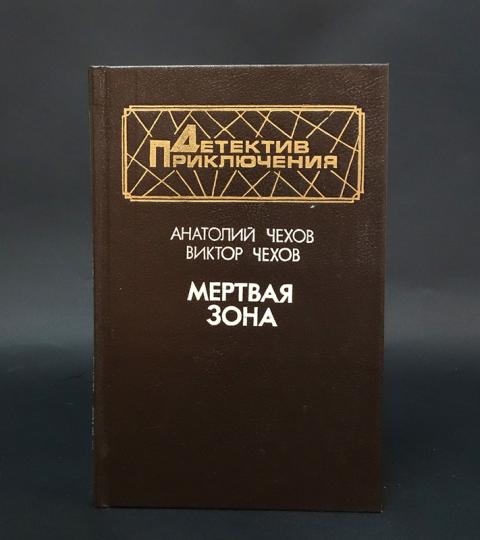 Детектив
Приключения
АНАТОЛИЙ ЧЕХОВ
ВИКТОР ЧЕХОВ
МЕРТВАЯ
ЗОНА